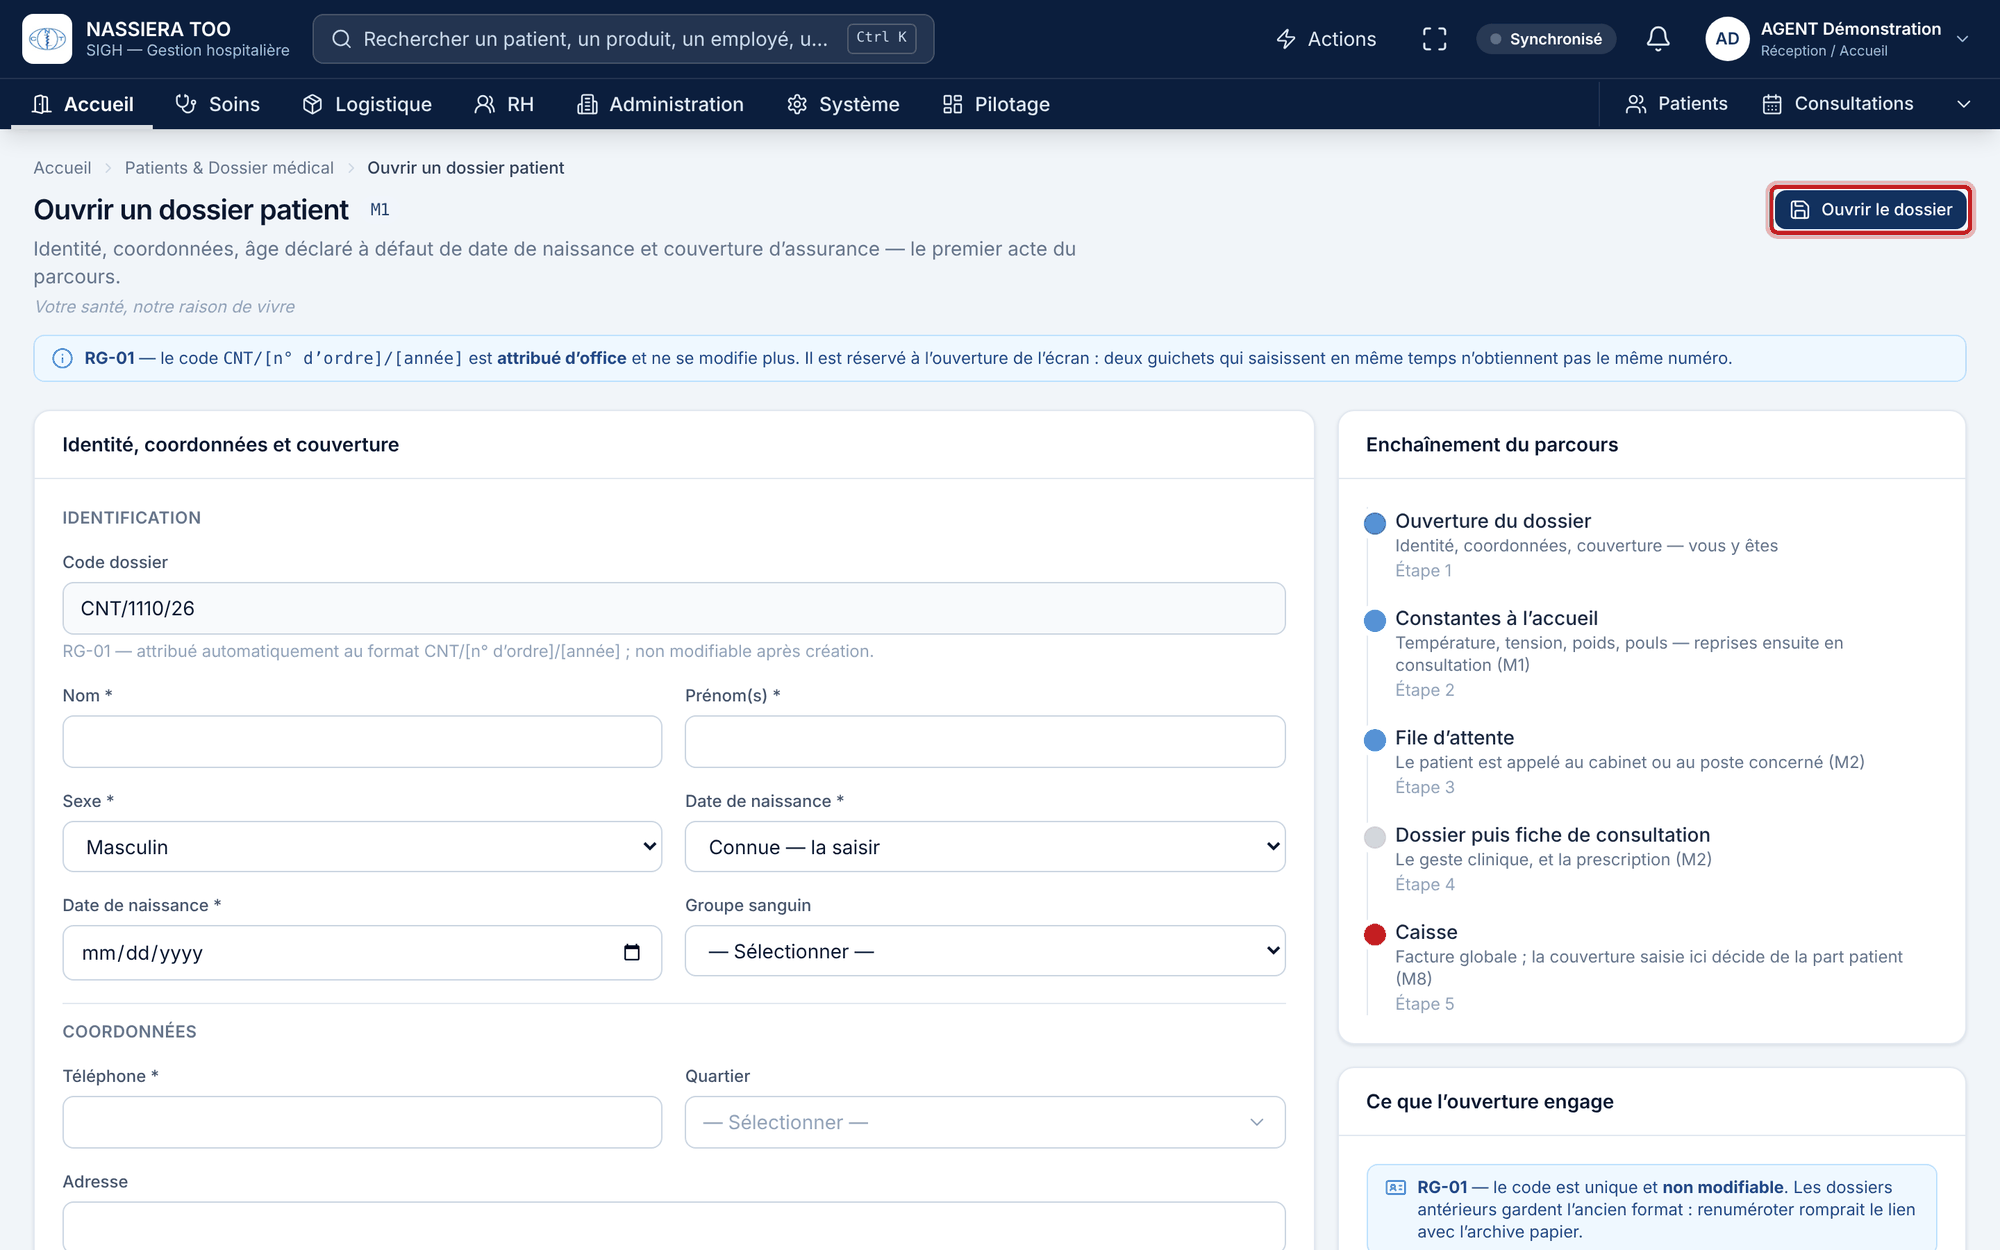 NASSIERA TOO
SIGH — Gestion hospitalière
Rechercher un patient, un produit, un employé, u...
Ctrl K
Actions
Synchronisé
AD
AGENT Démonstration
Réception / Accueil
Accueil
Soins
Logistique
RH
Administration
Système
Pilotage
Patients
Consultations
Accueil
Patients & Dossier médical
Ouvrir un dossier patient
Ouvrir un dossier patient M1
Ouvrir le dossier
Identité, coordonnées, âge déclaré à défaut de date de naissance et couverture d’assurance — le premier acte du
parcours.
Votre santé, notre raison de vivre
RG-01 — le code CNT/[n° d’ordre]/[année] est attribué d’office et ne se modifie plus. Il est réservé à l’ouverture de l’écran : deux guichets qui saisissent en même temps n’obtiennent pas le même numéro.
Identité, coordonnées et couverture
IDENTIFICATION
Code dossier
CNT/1110/26
RG-01 — attribué automatiquement au format CNT/[n° d’ordre]/[année] ; non modifiable après création.
Nom *
Prénom(s) *
Sexe *
Date de naissance *
Masculin
Connue — la saisir
Date de naissance *
Groupe sanguin
mm/dd/yyyy
— Sélectionner —
COORDONNÉES
Téléphone *
Quartier
— Sélectionner —
Adresse
Enchaînement du parcours
Ouverture du dossier
Identité, coordonnées, couverture — vous y êtes
Étape 1
Constantes à l’accueil
Température, tension, poids, pouls — reprises ensuite en
consultation (M1)
Étape 2
File d’attente
Le patient est appelé au cabinet ou au poste concerné (M2)
Étape 3
Dossier puis fiche de consultation
Le geste clinique, et la prescription (M2)
Étape 4
Caisse
Facture globale ; la couverture saisie ici décide de la part patient
(M8)
Étape 5
Ce que l’ouverture engage
RG-01 — le code est unique et non modifiable. Les dossiers
antérieurs gardent l’ancien format : renuméroter romprait le lien
avec l’archive papier.